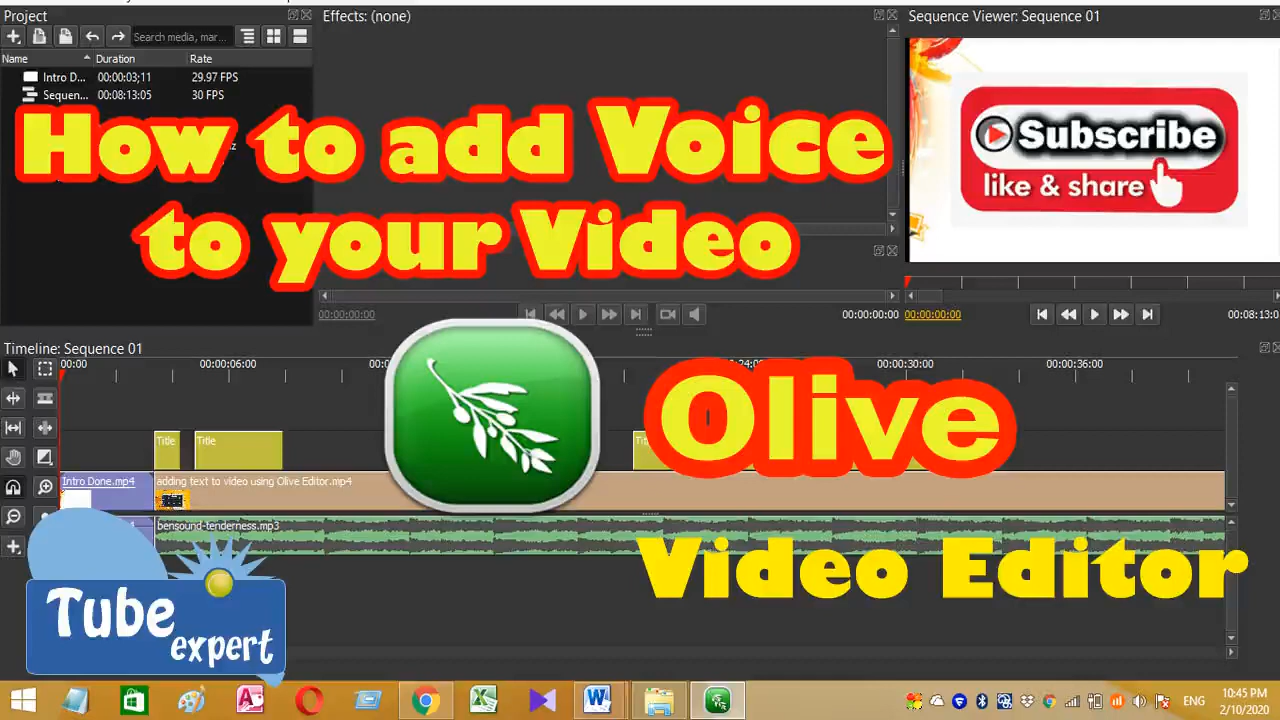 Project
Effects: (none)
Sequence Viewer: Sequence 01
Search media, mar...
Name Duration Rate
Intro D... 00:00:03;11 29.97 FPS
Sequen... 00:08:13:05 30 FPS
How to add Voice
to your Video
Subscribe
like & share
00:00:00:00
00:00:00:00
00:00:00:00
00:08:13:0
Timeline: Sequence 01
00:00
00:00:06:00
00:00:30:00
00:00:36:00
Olive
Title
Title
Intro Done.mp4
adding text to video using Olive Editor.mp4
bensound-tenderness.mp3
Video Editor
Tube
expert
ENG
10:45 PM
2/10/2020